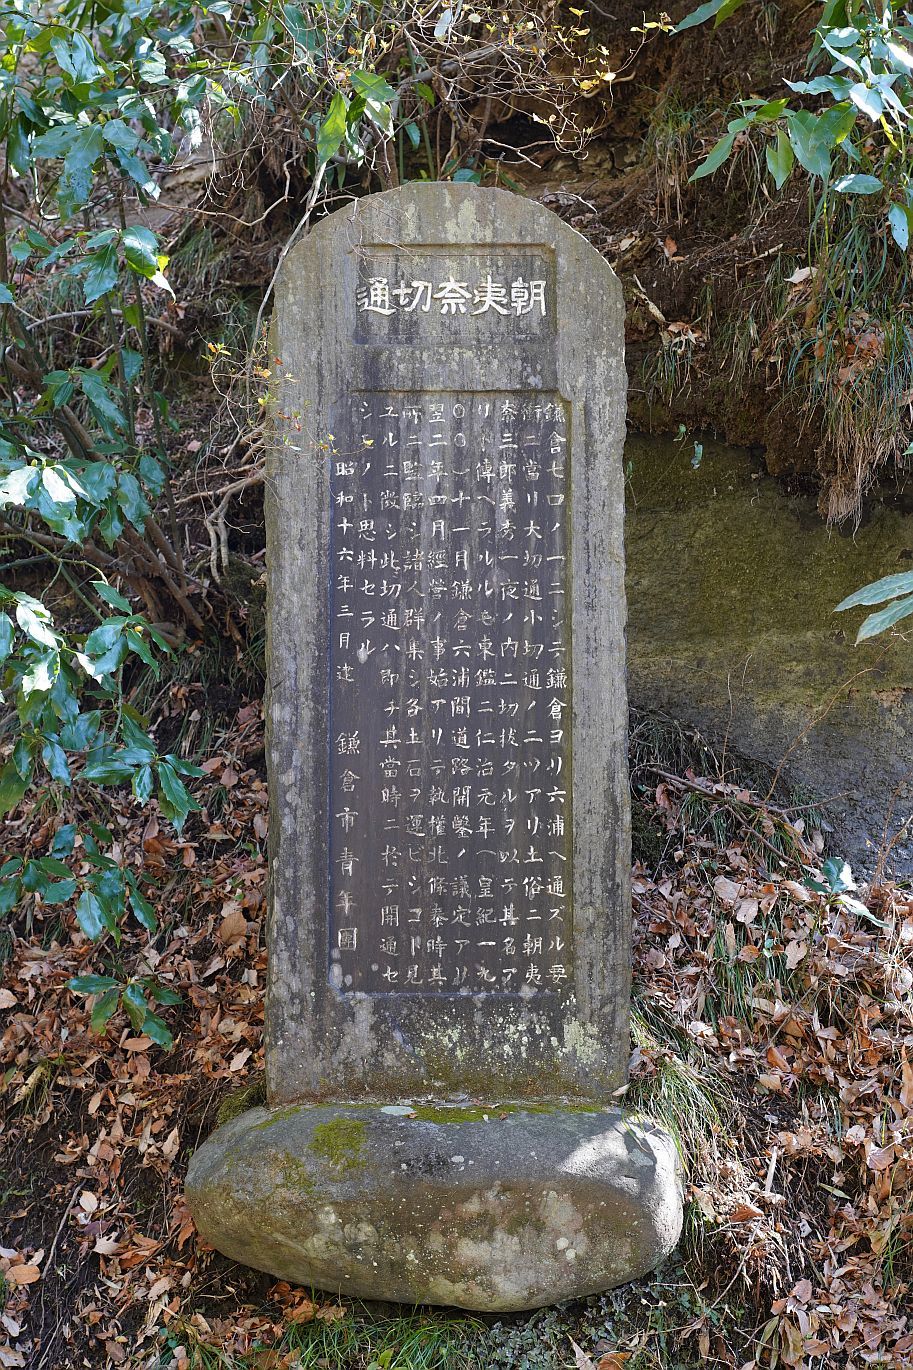 朝夷奈切通
鎌倉七口ノ一ニシテ鎌倉ヨリ六浦ヘ通ズル要
衝ニ當リ大切通小切通ノ二ツアリ土俗ニ朝夷
奈三郎義秀一夜ノ内ニ切拔タルヲ以テ其名ア
リト傳ヘラルルモ東鑑ニ仁治元年(皇紀一九
〇〇)十一月鎌倉六浦間道路開鑿ノ議定アリ
翌二年四月經營ノ事始アリテ執權北條泰時其
所ニ監臨シ諸人群集シ各土石ヲ運ビシコト見
ユルニ徴シ此切通ハ即チ其當時ニ於テ開通セ
シモノト思料セラル
昭和十六年三月建 鎌倉市青年團